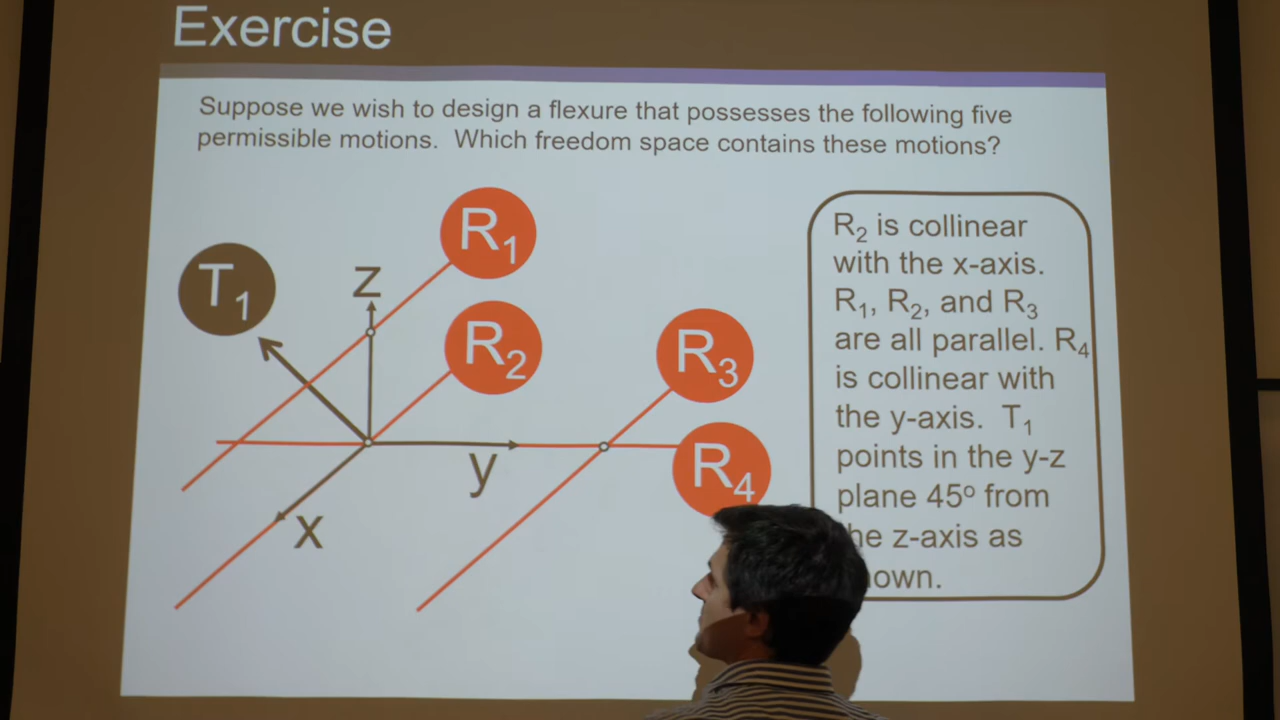 Exercise
Suppose we wish to design a flexure that possesses the following five
permissible motions. Which freedom space contains these motions?
R₁
T₁
z
R₂
R₃
R₄
y
x
R₂ is collinear
with the x-axis.
R₁, R₂, and R₃
are all parallel. R₄
is collinear with
the y-axis. T₁
points in the y-z
plane 45º from
he z-axis as
own.